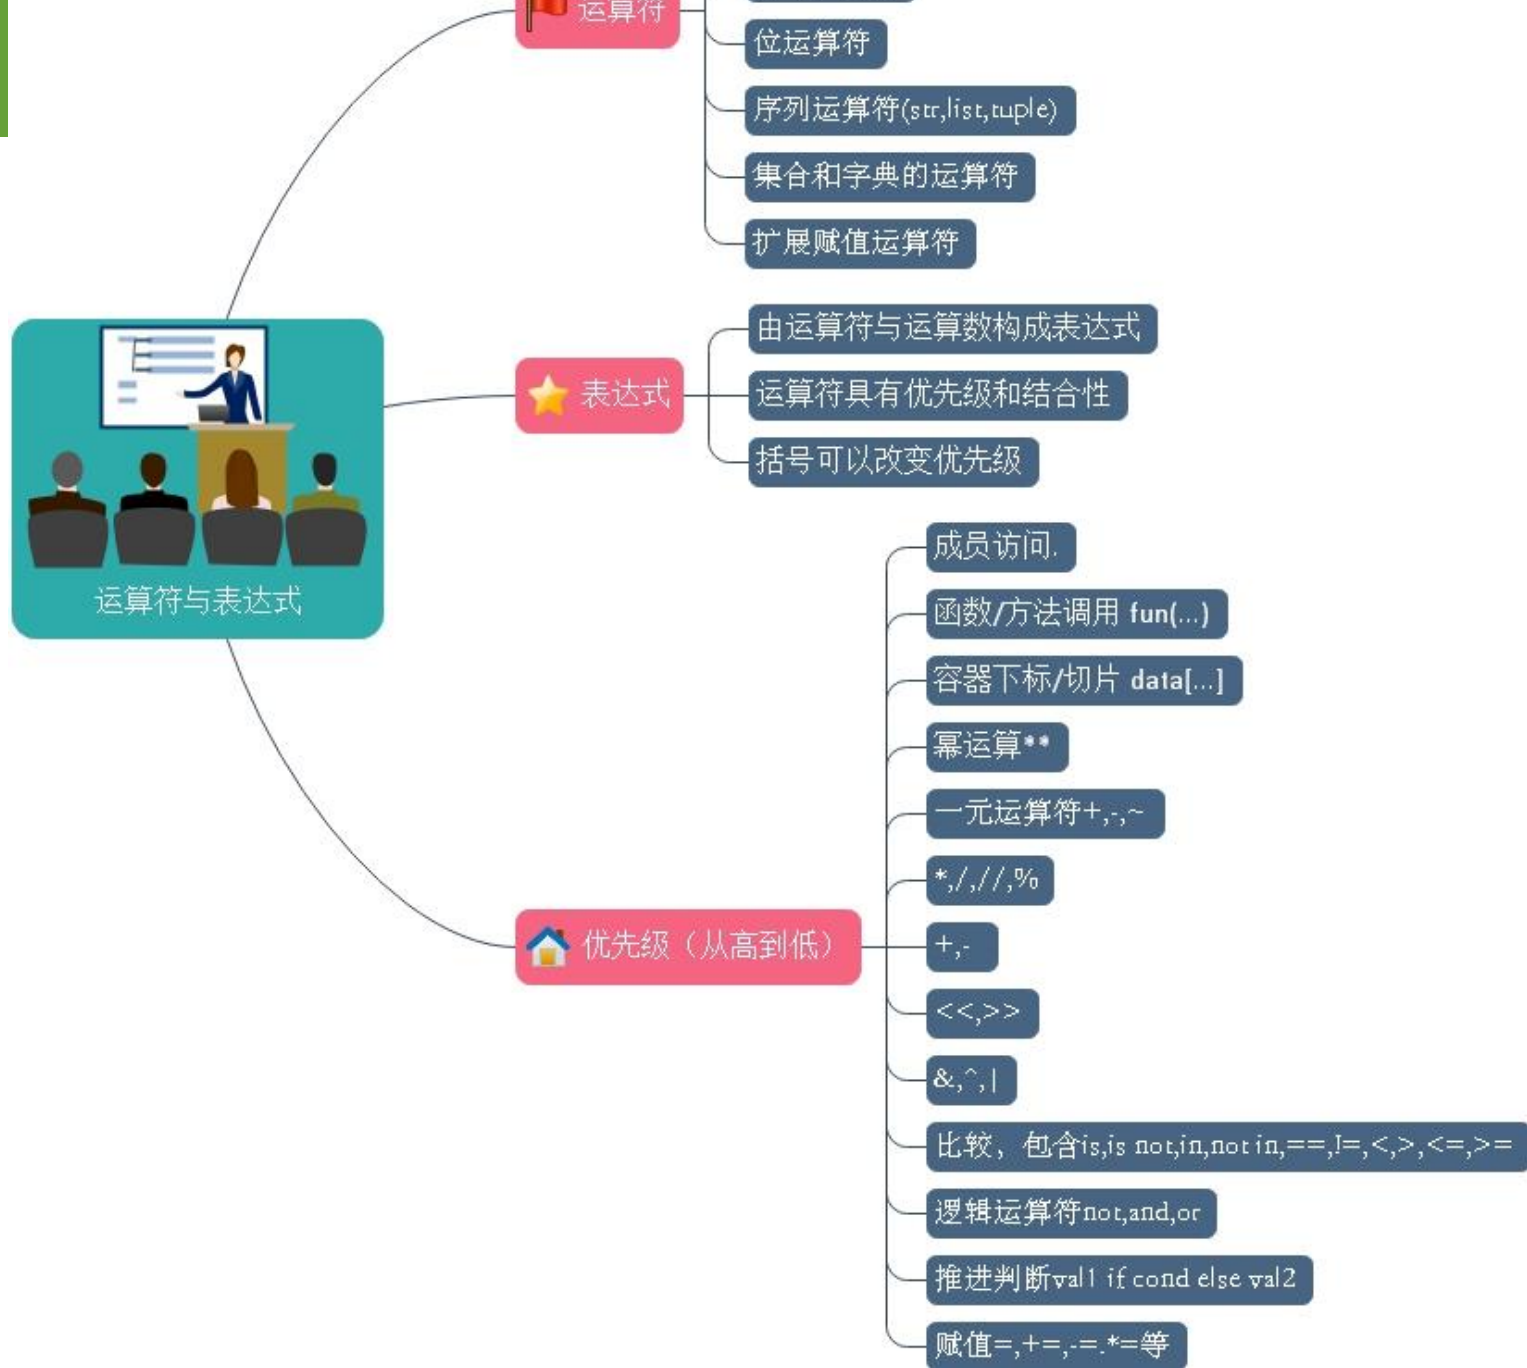 运算符
位运算符
序列运算符(str,list,tuple)
集合和字典的运算符
扩展赋值运算符
运算符与表达式
表达式
由运算符与运算数构成表达式
运算符具有优先级和结合性
括号可以改变优先级
优先级（从高到低）
成员访问.
函数/方法调用 fun(...)
容器下标/切片 data[...]
幂运算**
一元运算符+,-,~
*,/,//,%
+,-
<<,>>
&,^,|
比较，包含is,is not,in,not in,==,!=,<,>,<=,>=
逻辑运算符not,and,or
推进判断val1 if cond else val2
赋值=,+=,-=.*=等